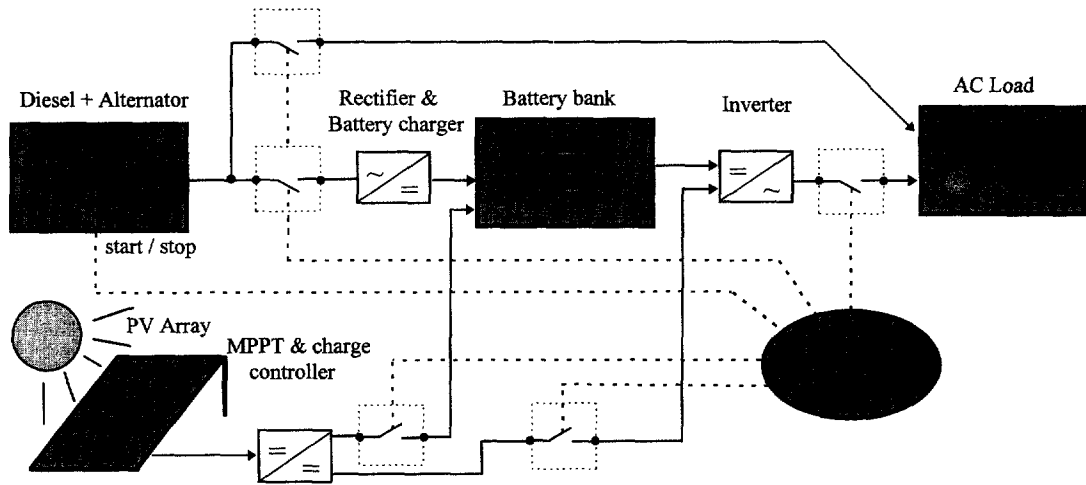 Diesel + Alternator
Rectifier &
Battery charger
Battery bank
Inverter
AC Load
~
=
=
~
start / stop
PV Array
MPPT & charge
controller
=
=